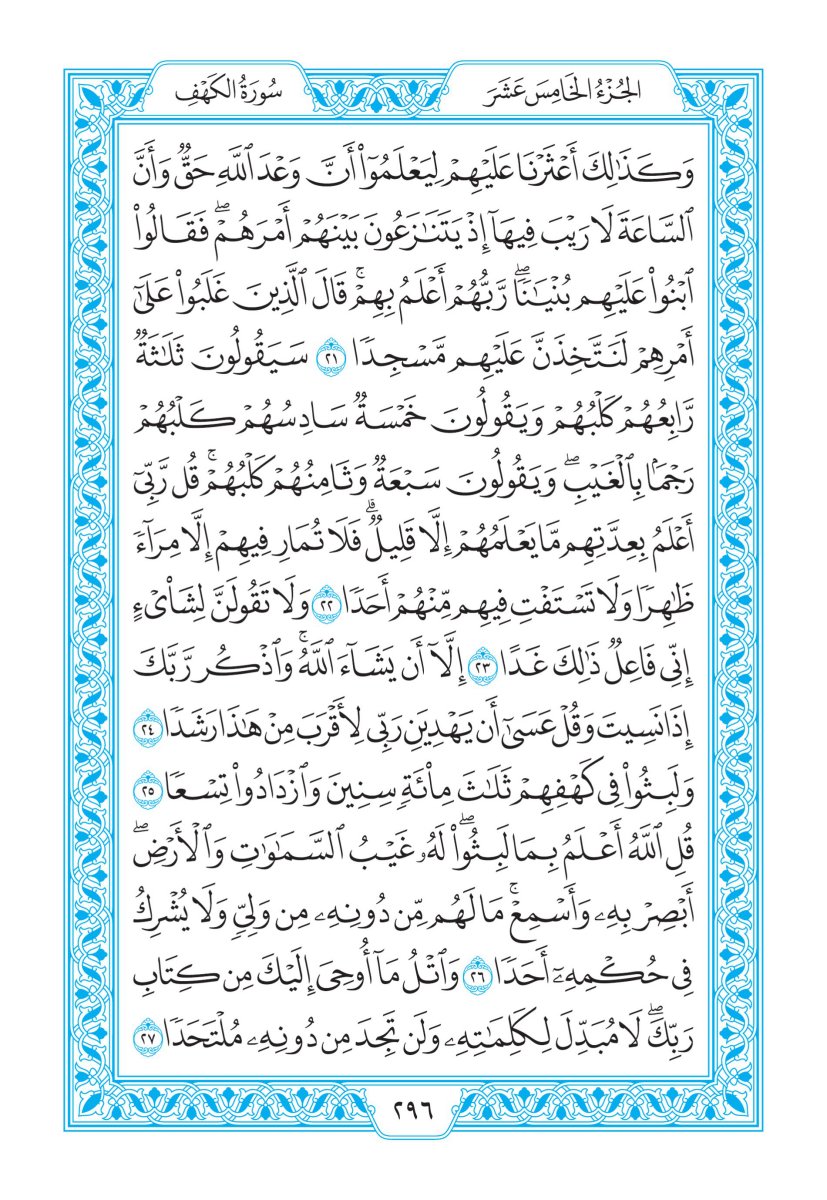 الجُزْءُ الخَامِسَ عَشَرَ
سُورَةُ الكَهْفِ
وَكَذَٰلِكَ أَعْثَرْنَا عَلَيْهِمْ لِيَعْلَمُوٓا۟ أَنَّ وَعْدَ ٱللَّهِ حَقٌّ وَأَنَّ
ٱلسَّاعَةَ لَا رَيْبَ فِيهَآ إِذْ يَتَنَٰزَعُونَ بَيْنَهُمْ أَمْرَهُمْۖ فَقَالُوا۟
ٱبْنُوا۟ عَلَيْهِم بُنْيَٰنًاۖ رَّبُّهُمْ أَعْلَمُ بِهِمْۚ قَالَ ٱلَّذِينَ غَلَبُوا۟ عَلَىٰٓ
أَمْرِهِمْ لَنَتَّخِذَنَّ عَلَيْهِم مَّسْجِدًا ٢١ سَيَقُولُونَ ثَلَٰثَةٌ
رَّابِعُهُمْ كَلْبُهُمْ وَيَقُولُونَ خَمْسَةٌ سَادِسُهُمْ كَلْبُهُمْ
رَجْمًۢا بِٱلْغَيْبِۖ وَيَقُولُونَ سَبْعَةٌ وَثَامِنُهُمْ كَلْبُهُمْۚ قُل رَّبِّىٓ
أَعْلَمُ بِعِدَّتِهِم مَّا يَعْلَمُهُمْ إِلَّا قَلِيلٌۗ فَلَا تُمَارِ فِيهِمْ إِلَّا مِرَآءً
ظَٰهِرًا وَلَا تَسْتَفْتِ فِيهِم مِّنْهُمْ أَحَدًا ٢٢ وَلَا تَقُولَنَّ لِشَا۟ىْءٍ
إِنِّى فَاعِلٌ ذَٰلِكَ غَدًا ٢٣ إِلَّآ أَن يَشَآءَ ٱللَّهُۚ وَٱذْكُر رَّبَّكَ
إِذَا نَسِيتَ وَقُلْ عَسَىٰٓ أَن يَهْدِيَنِ رَبِّى لِأَقْرَبَ مِنْ هَٰذَا رَشَدًا ٢٤
وَلَبِثُوا۟ فِى كَهْفِهِمْ ثَلَٰثَ مِا۟ئَةٍ سِنِينَ وَٱزْدَادُوا۟ تِسْعًا ٢٥
قُلِ ٱللَّهُ أَعْلَمُ بِمَا لَبِثُوا۟ۖ لَهُۥ غَيْبُ ٱلسَّمَٰوَٰتِ وَٱلْأَرْضِۖ
أَبْصِرْ بِهِۦ وَأَسْمِعْۚ مَا لَهُم مِّن دُونِهِۦ مِن وَلِىٍّ وَلَا يُشْرِكُ
فِى حُكْمِهِۦٓ أَحَدًا ٢٦ وَٱتْلُ مَآ أُوحِىَ إِلَيْكَ مِن كِتَابِ
رَبِّكَۖ لَا مُبَدِّلَ لِكَلِمَٰتِهِۦ وَلَن تَجِدَ مِن دُونِهِۦ مُلْتَحَدًا ٢٧
٢٩٦